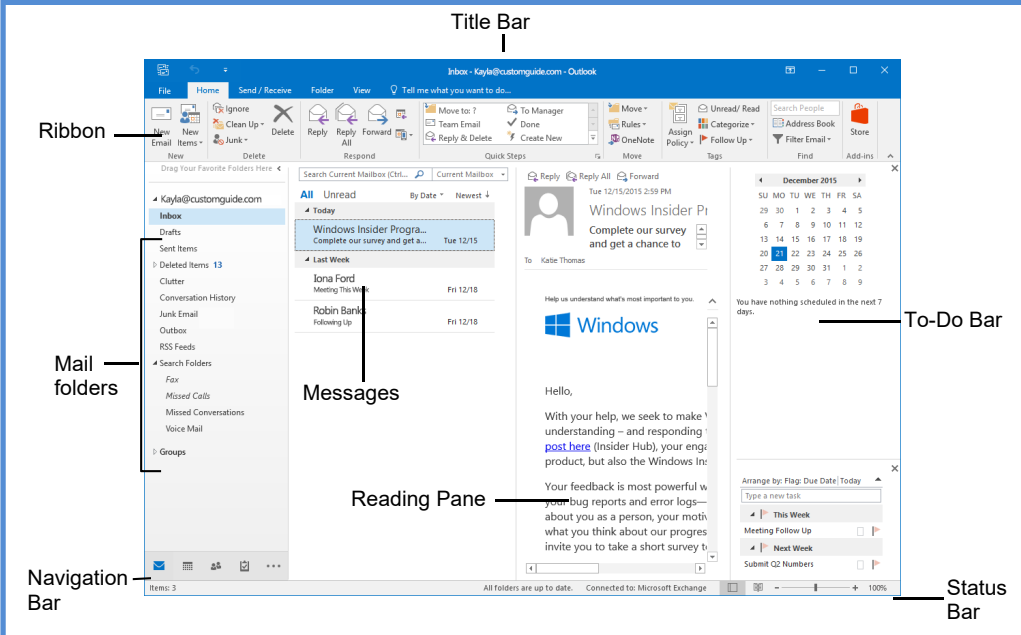 Title Bar
Inbox - Kayla@customguide.com - Outlook
File Home Send / Receive Folder View Tell me what you want to do...
Ribbon
New Email
New Items
Ignore
Clean Up
Junk
Delete
Reply
Reply All
Forward
Move to: ?
Team Email
Reply & Delete
To Manager
Done
Create New
Move
Rules
OneNote
Assign Policy
Unread/ Read
Categorize
Follow Up
Search People
Address Book
Filter Email
Store
New Delete Respond Quick Steps Move Tags Find Add-ins
Drag Your Favorite Folders Here
Kayla@customguide.com
Inbox
Drafts
Sent Items
Deleted Items 13
Clutter
Conversation History
Junk Email
Outbox
RSS Feeds
Search Folders
Fax
Missed Calls
Missed Conversations
Voice Mail
Groups
Mail
folders
Search Current Mailbox (Ctrl... Current Mailbox
All Unread By Date Newest
Today
Windows Insider Progra...
Complete our survey and get a... Tue 12/15
Last Week
Iona Ford
Meeting This Week Fri 12/18
Robin Banks
Following Up Fri 12/18
Messages
Reply Reply All Forward
Tue 12/15/2015 2:59 PM
Windows Insider Pr
Complete our survey
and get a chance to
To Katie Thomas
Help us understand what's most important to you.
Windows
Hello,
With your help, we seek to make
understanding – and responding
post here (Insider Hub), your enga
product, but also the Windows Ins
Your feedback is most powerful w
your bug reports and error logs—
about you as a person, your motiv
what you think about our progres
invite you to take a short survey to
Reading Pane
December 2015
SU MO TU WE TH FR SA
29 30 1 2 3 4 5
6 7 8 9 10 11 12
13 14 15 16 17 18 19
20 21 22 23 24 25 26
27 28 29 30 31 1 2
3 4 5 6 7 8 9
You have nothing scheduled in the next 7
days.
To-Do Bar
Arrange by: Flag: Due Date Today
Type a new task
This Week
Meeting Follow Up
Next Week
Submit Q2 Numbers
Navigation
Bar
Items: 3 All folders are up to date. Connected to: Microsoft Exchange 100%
Status
Bar